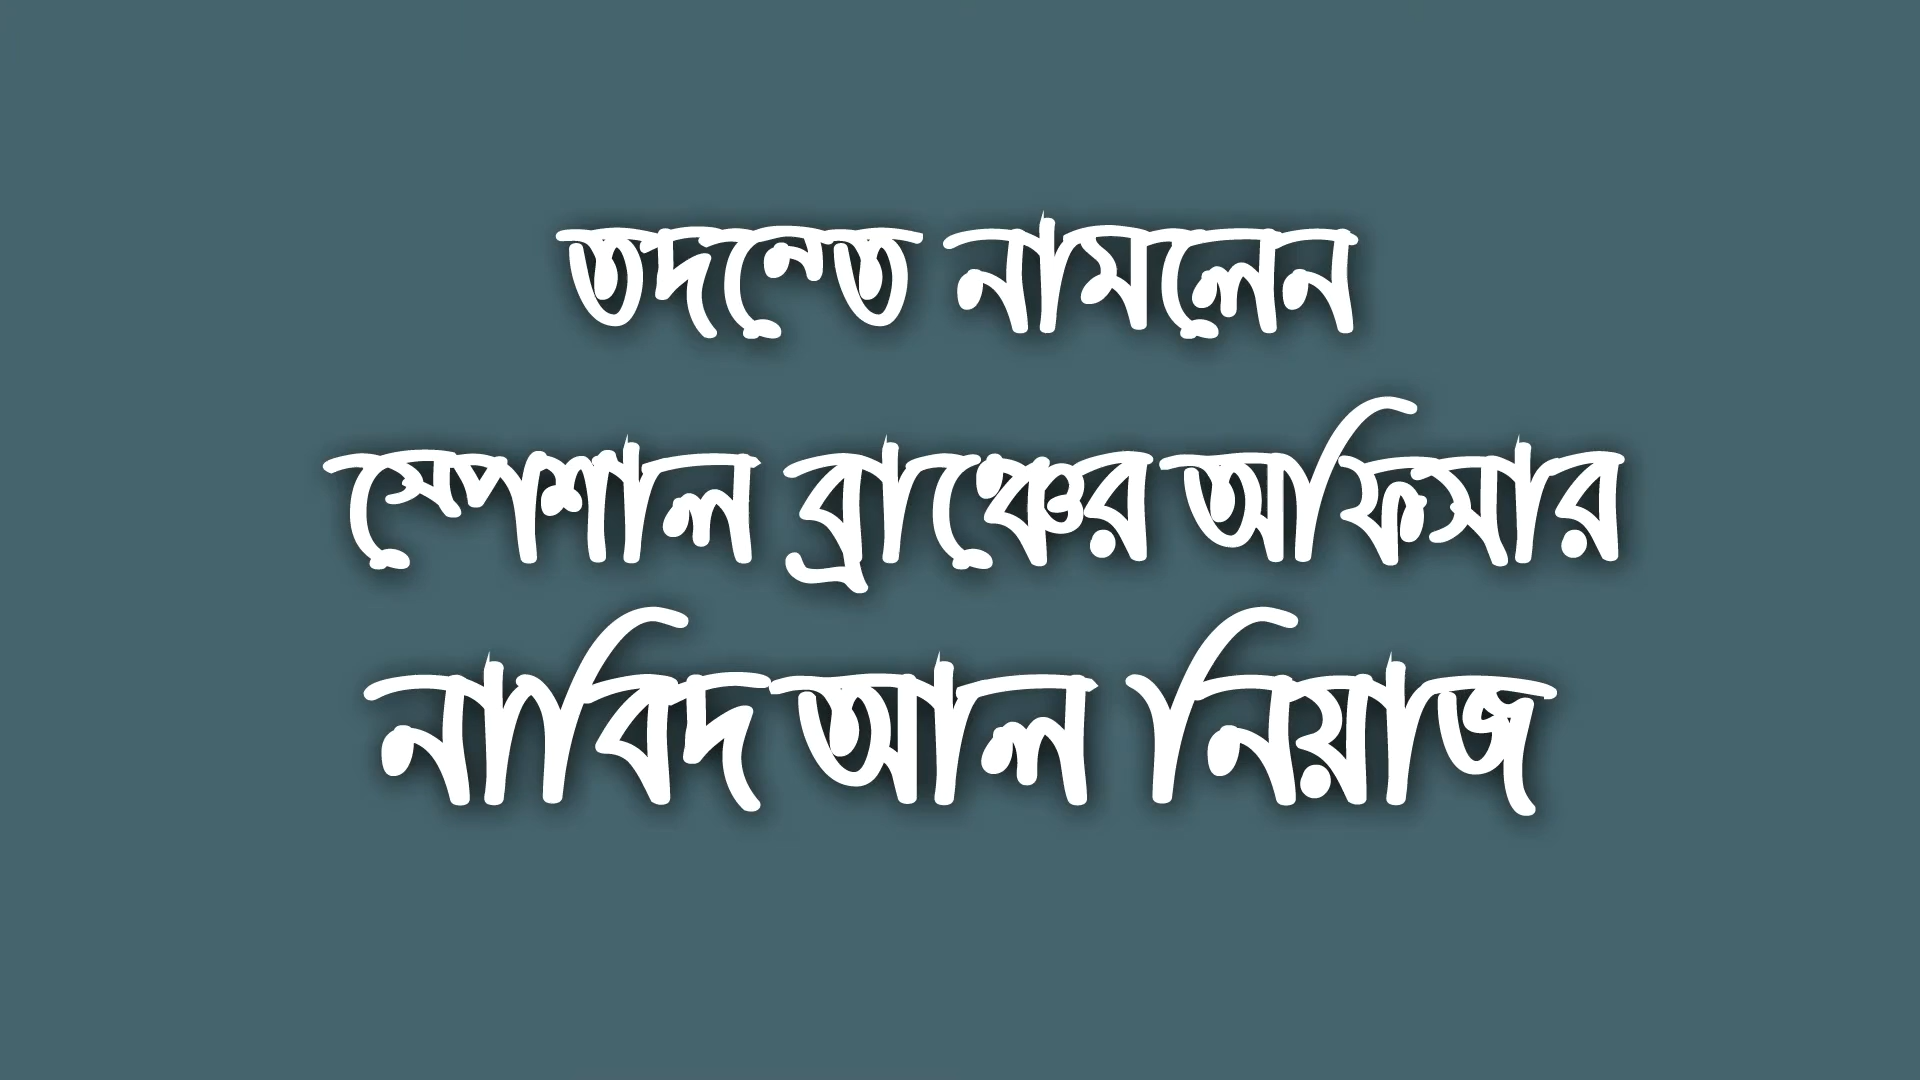 তদন্তে নামলেন
স্পেশাল ব্রাঞ্চের অফিসার
নাবিদ আল নিয়াজ